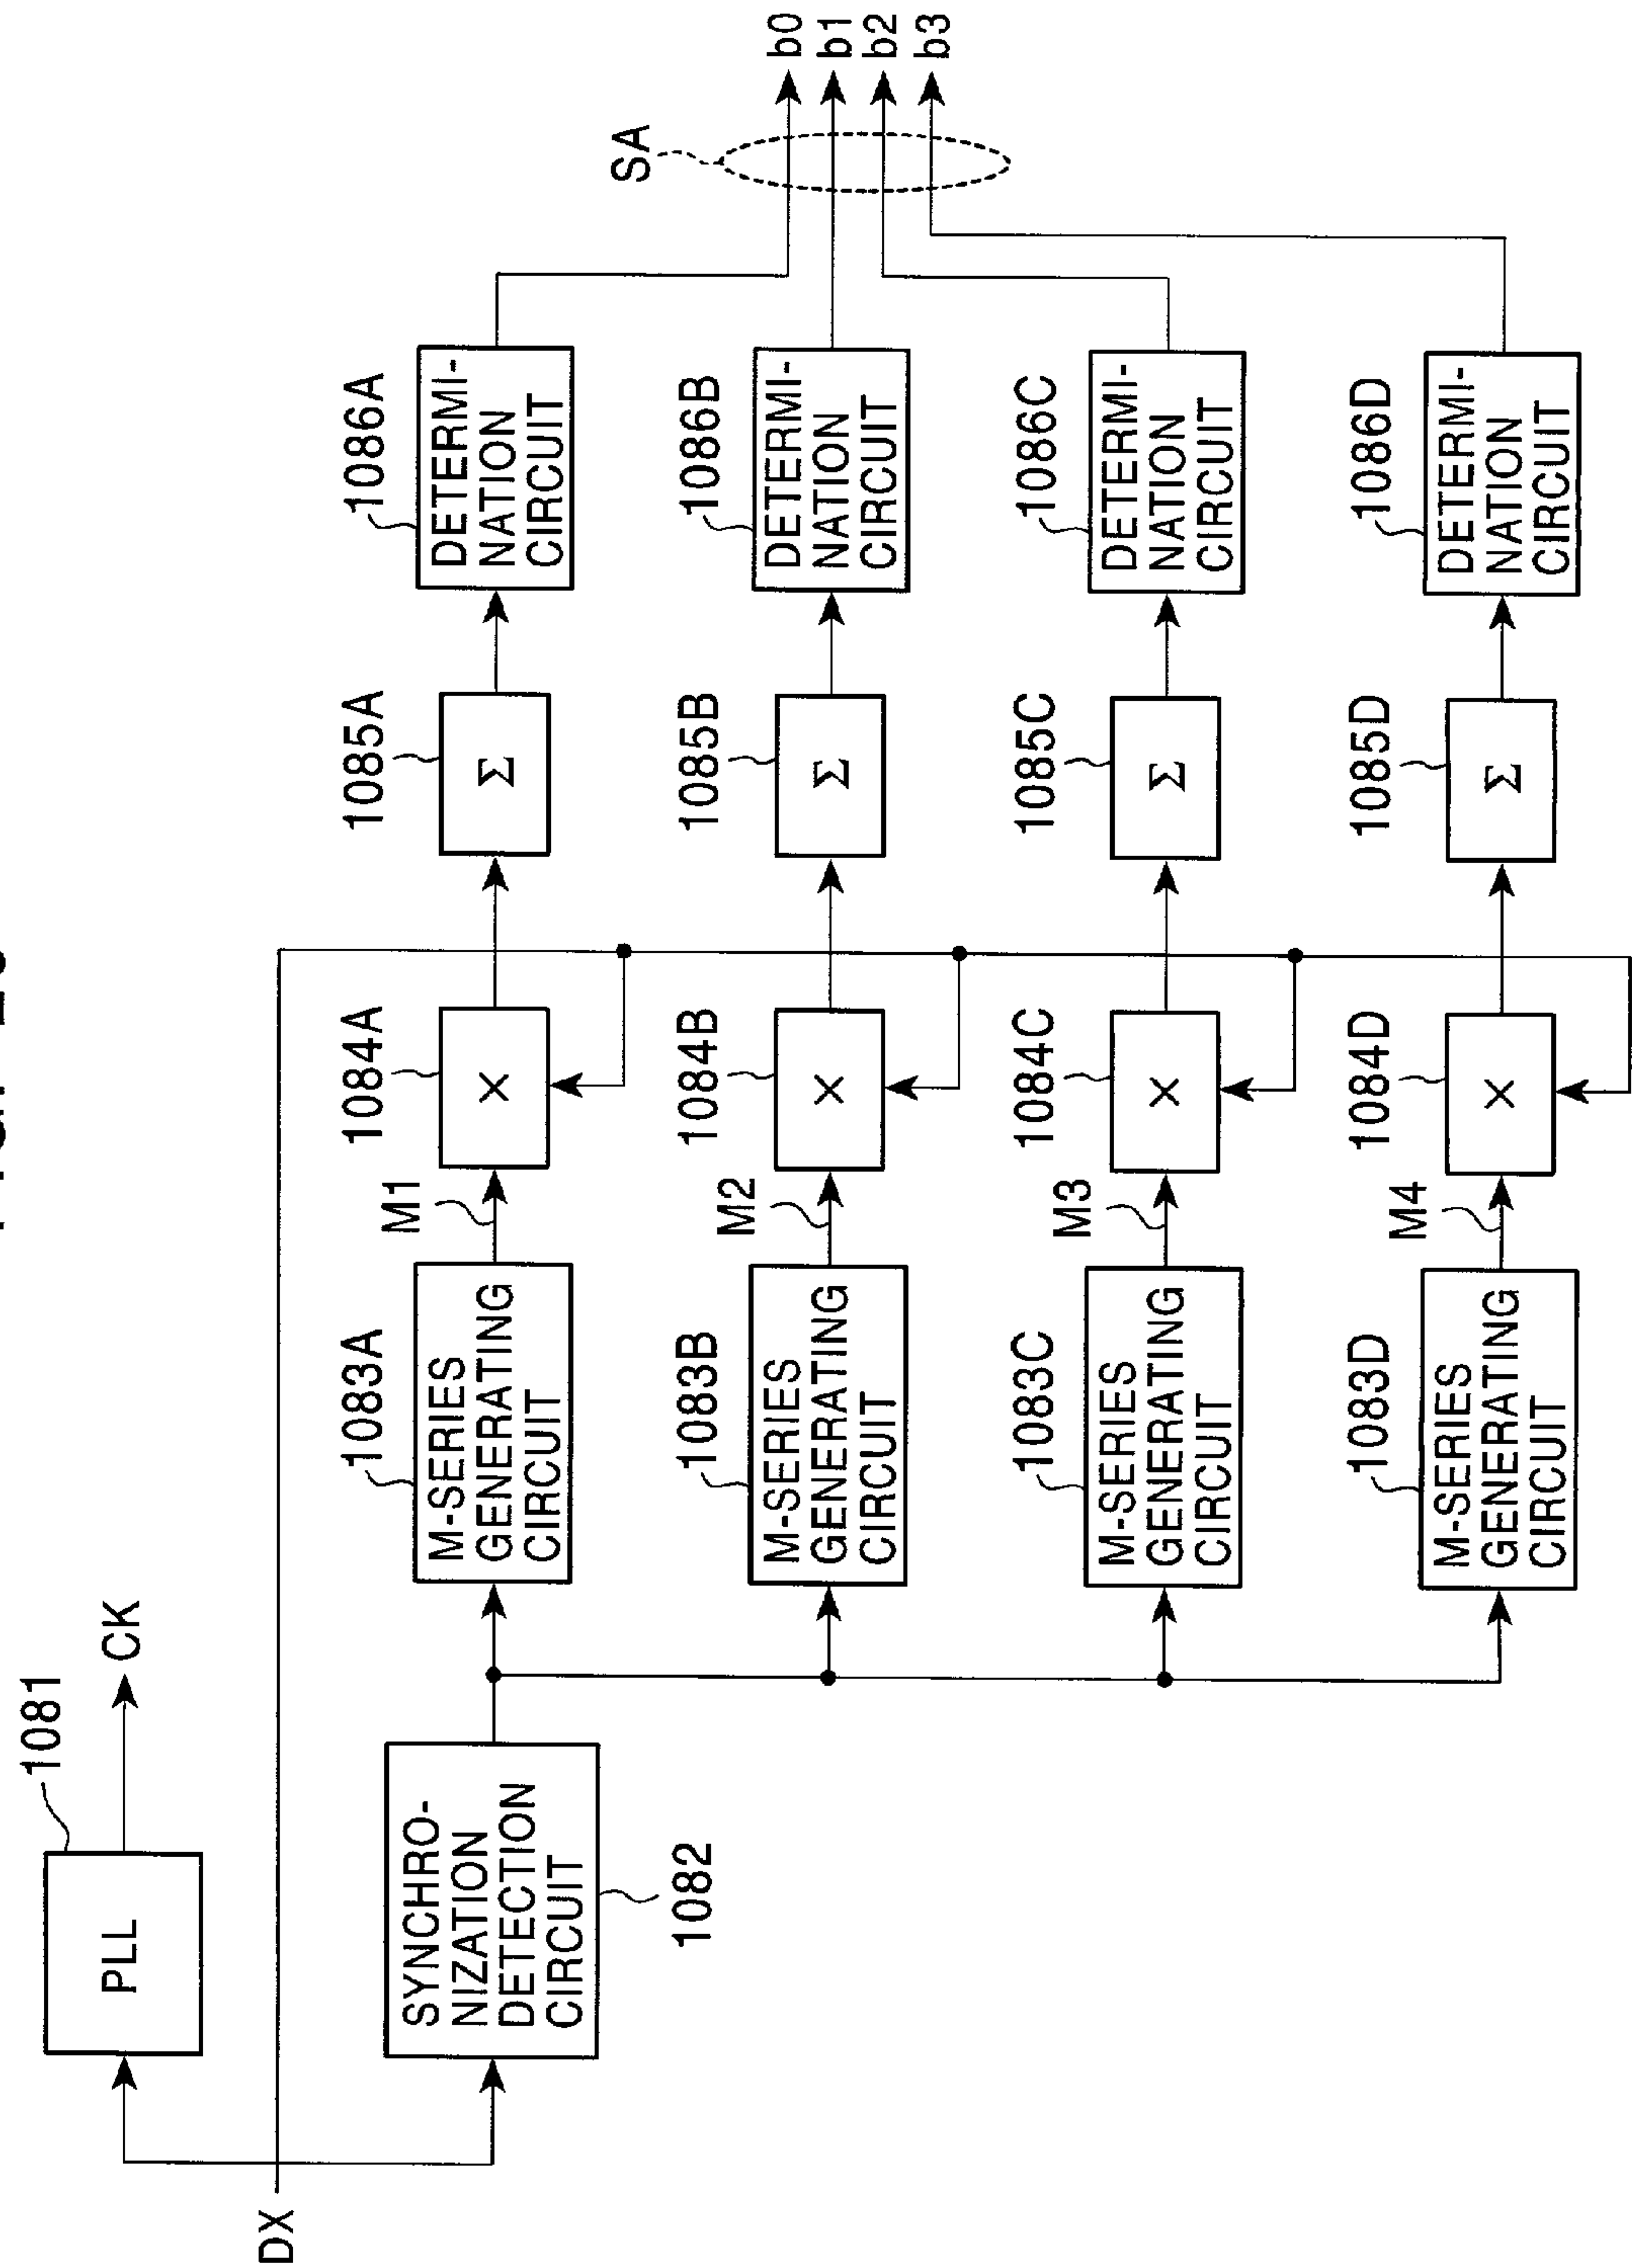 DX
PLL
1081
CK
SYNCHRO-
NIZATION
DETECTION
CIRCUIT
1082
1083A
M-SERIES
GENERATING
CIRCUIT
M1
1084A
×
1085A
Σ
1086A
DETERMI-
NATION
CIRCUIT
1083B
M-SERIES
GENERATING
CIRCUIT
M2
1084B
×
1085B
Σ
1086B
DETERMI-
NATION
CIRCUIT
1083C
M-SERIES
GENERATING
CIRCUIT
M3
1084C
×
1085C
Σ
1086C
DETERMI-
NATION
CIRCUIT
1083D
M-SERIES
GENERATING
CIRCUIT
M4
1084D
×
1085D
Σ
1086D
DETERMI-
NATION
CIRCUIT
SA
b0
b1
b2
b3